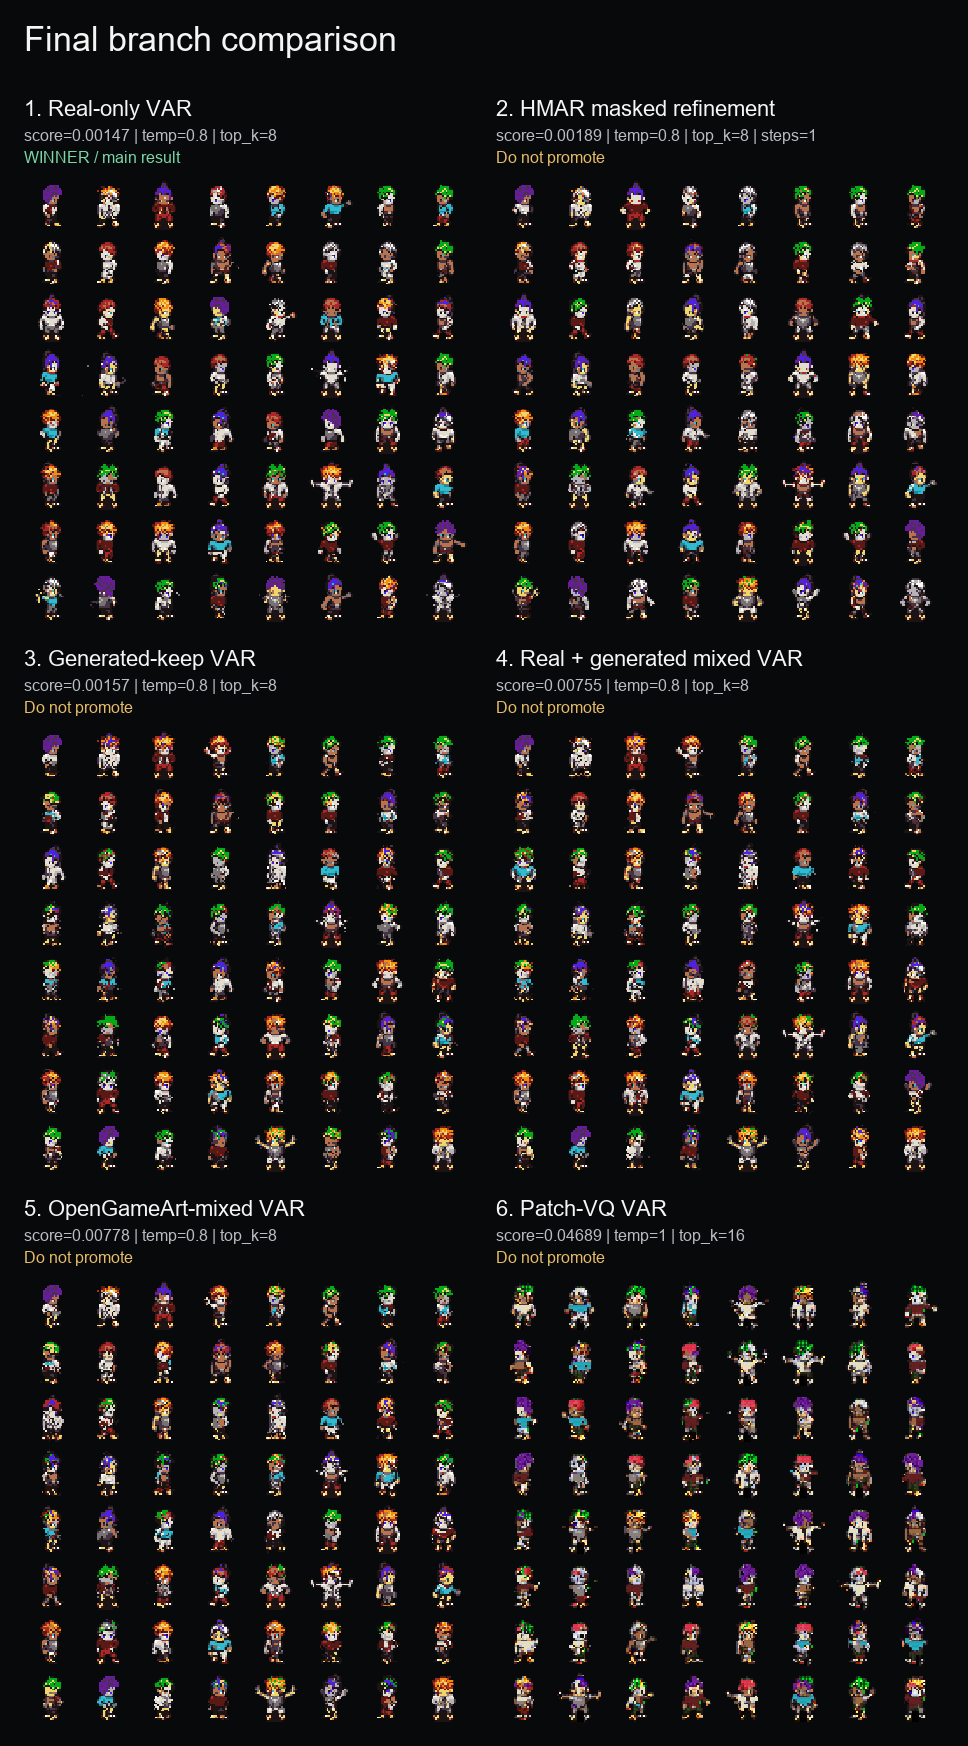 Final branch comparison
1. Real-only VAR
score=0.00147 | temp=0.8 | top_k=8
WINNER / main result
2. HMAR masked refinement
score=0.00189 | temp=0.8 | top_k=8 | steps=1
Do not promote
3. Generated-keep VAR
score=0.00157 | temp=0.8 | top_k=8
Do not promote
4. Real + generated mixed VAR
score=0.00755 | temp=0.8 | top_k=8
Do not promote
5. OpenGameArt-mixed VAR
score=0.00778 | temp=0.8 | top_k=8
Do not promote
6. Patch-VQ VAR
score=0.04689 | temp=1 | top_k=16
Do not promote